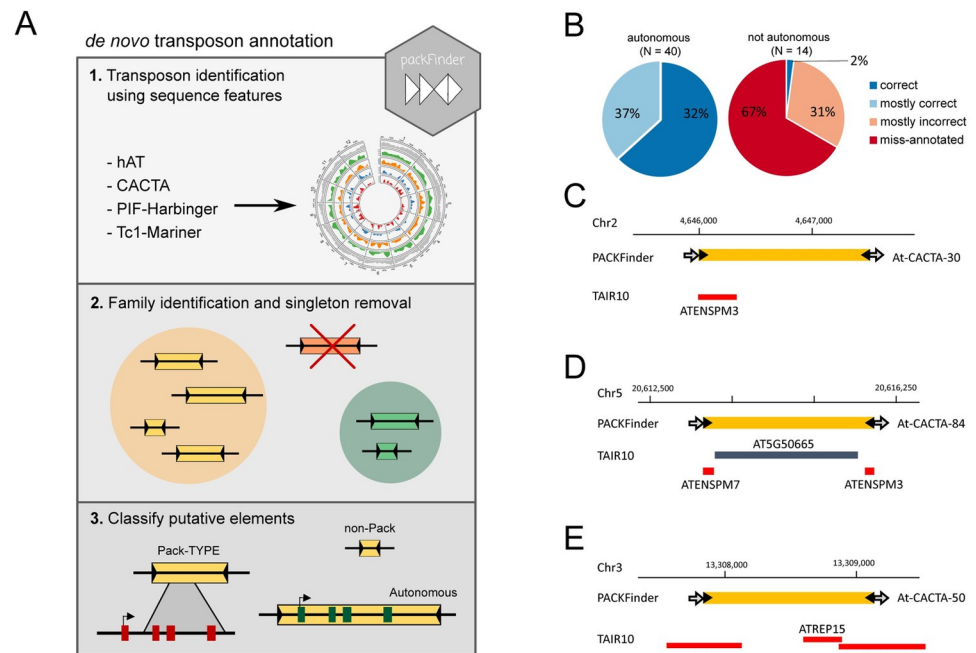 A
de novo transposon annotation
packFinder
1. Transposon identification
using sequence features
- hAT
- CACTA
- PIF-Harbinger
- Tc1-Mariner
2. Family identification and singleton removal
3. Classify putative elements
Pack-TYPE
non-Pack
Autonomous
B
autonomous
(N = 40)
not autonomous
(N = 14)
2%
37%
32%
67%
31%
correct
mostly correct
mostly incorrect
miss-annotated
C
Chr2
4,646,000
4,647,000
PACKFinder
At-CACTA-30
TAIR10
ATENSPM3
D
20,612,500
20,616,250
Chr5
PACKFinder
At-CACTA-84
AT5G50665
TAIR10
ATENSPM7
ATENSPM3
E
Chr3
13,308,000
13,309,000
PACKFinder
At-CACTA-50
ATREP15
TAIR10